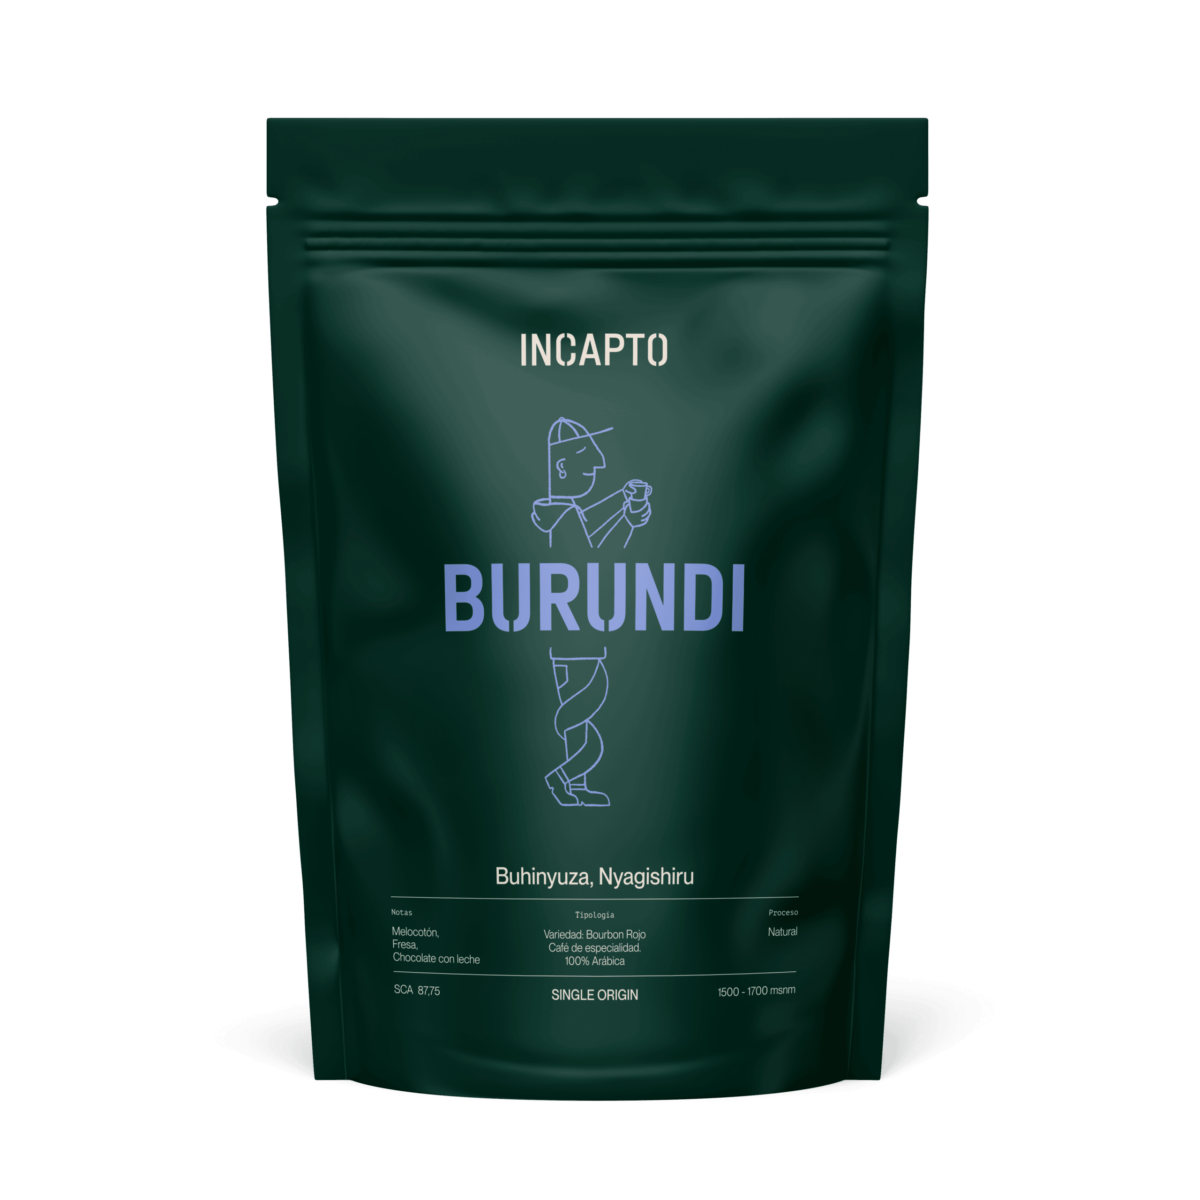 INCAPTO
BURUNDI
Buhinyuza, Nyagishiru
Notas
Melocotón,
Fresa,
Chocolate con leche
Tipología
Variedad: Bourbon Rojo
Café de especialidad.
100% Arábica
Proceso
Natural
SCA 87,75
SINGLE ORIGIN
1500 - 1700 msnm